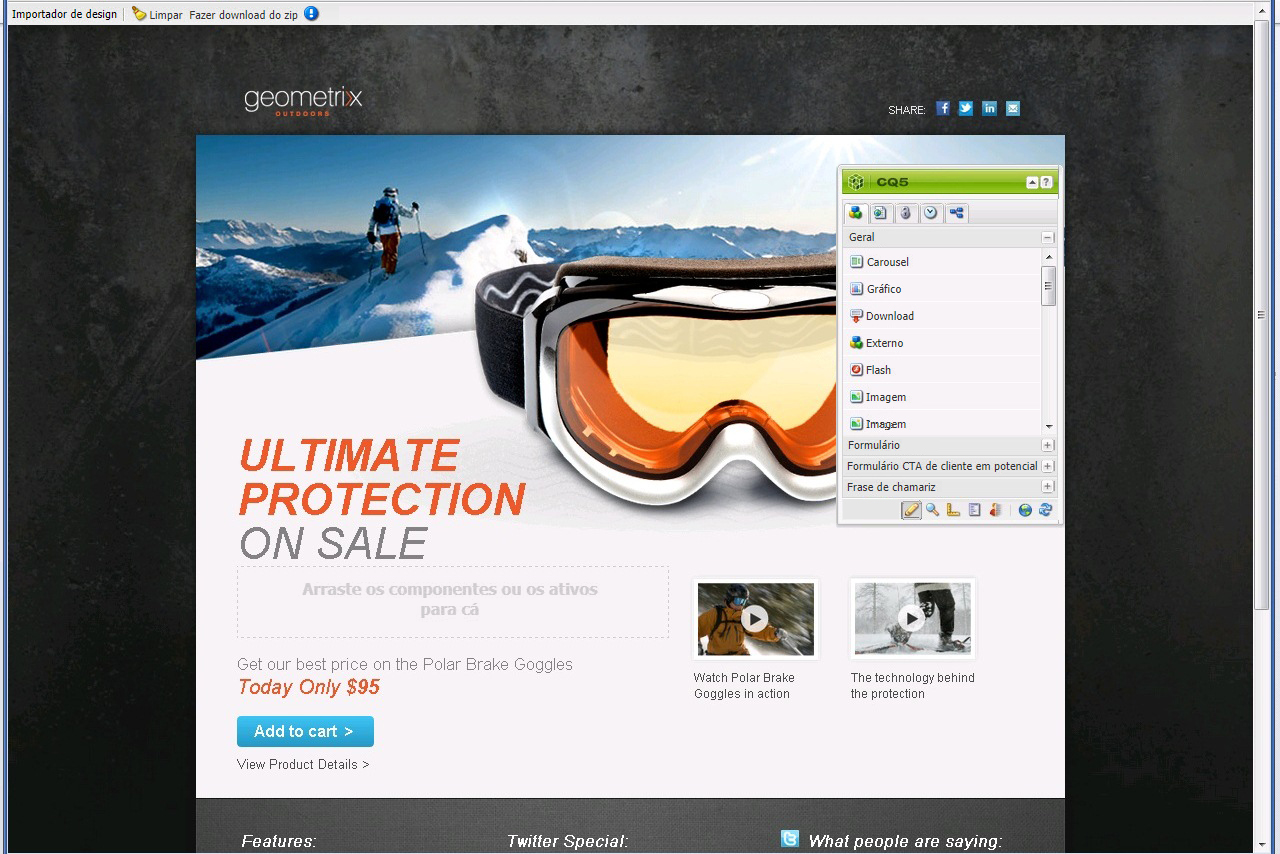 Importador de design Limpar Fazer download do zip
geometrixx
OUTDOORS
SHARE:
CQ5
?
Geral
Carousel
Gráfico
Download
Externo
Flash
Imagem
Imagem
Formulário
Formulário CTA de cliente em potencial
Frase de chamariz
ULTIMATE
PROTECTION
ON SALE
Arraste os componentes ou os ativos
para cá
Get our best price on the Polar Brake Goggles
Today Only $95
Add to cart >
View Product Details >
Watch Polar Brake
Goggles in action
The technology behind
the protection
Features:
Twitter Special:
What people are saying: